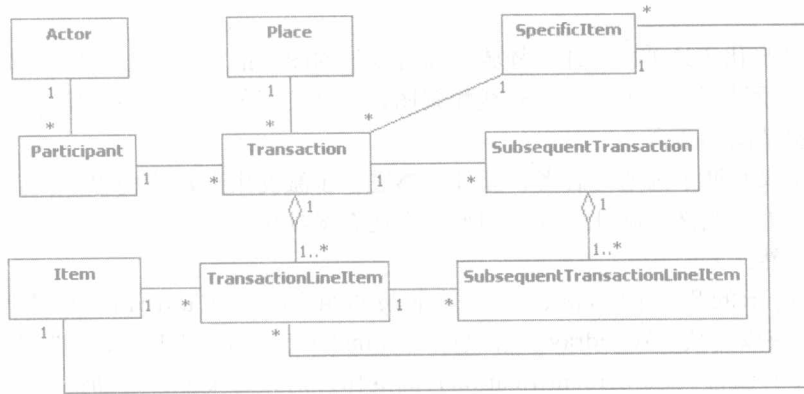 Actor
Place
SpecificItem
*
1
1
1
1
*
*
*
Participant
Transaction
SubsequentTransaction
1
*
1
*
1
1
1..*
1..*
Item
TransactionLineItem
SubsequentTransactionLineItem
1
*
1
*
1
*